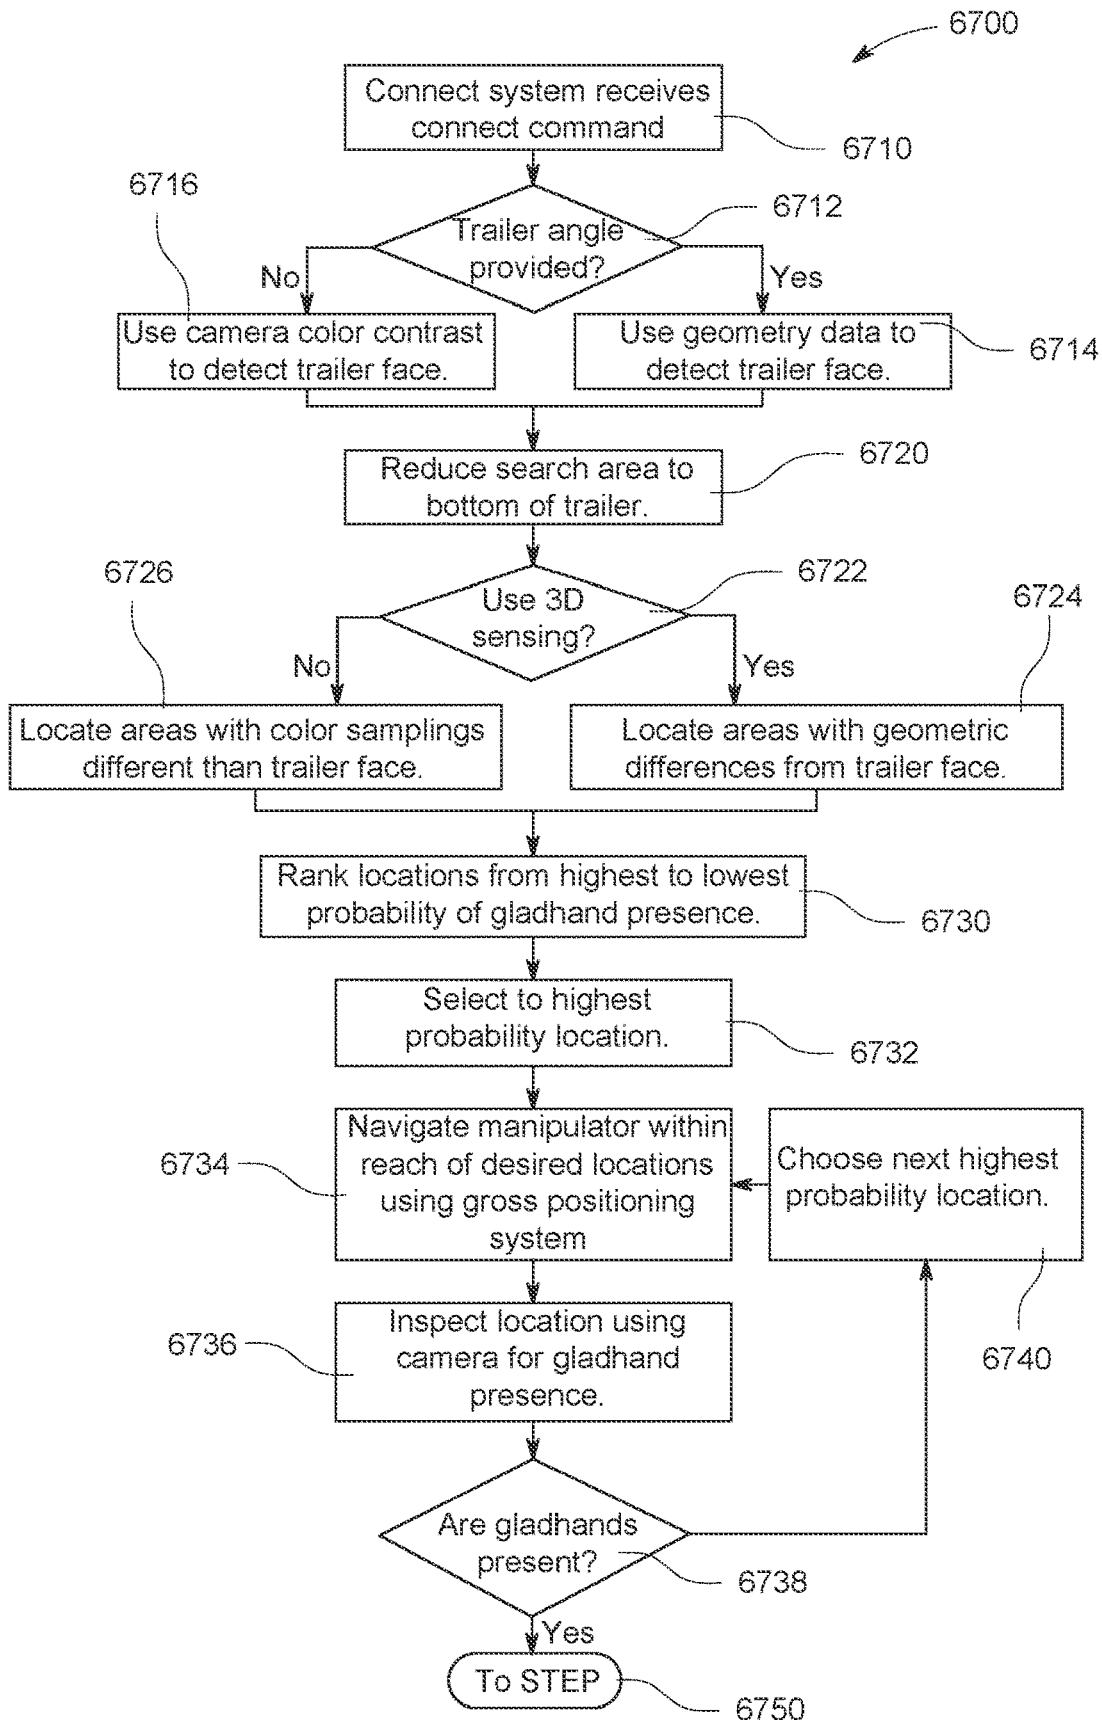 6700
Connect system receives
connect command
6710
6716
6712
Trailer angle
provided?
No
Yes
Use camera color contrast
to detect trailer face.
Use geometry data to
detect trailer face.
6714
6720
Reduce search area to
bottom of trailer.
6726
6722
6724
Use 3D
sensing?
No
Yes
Locate areas with color samplings
different than trailer face.
Locate areas with geometric
differences from trailer face.
Rank locations from highest to lowest
probability of gladhand presence.
6730
Select to highest
probability location.
6732
6734
Navigate manipulator within
reach of desired locations
using gross positioning
system
Choose next highest
probability location.
6740
6736
Inspect location using
camera for gladhand
presence.
Are gladhands
present?
6738
Yes
To STEP
6750